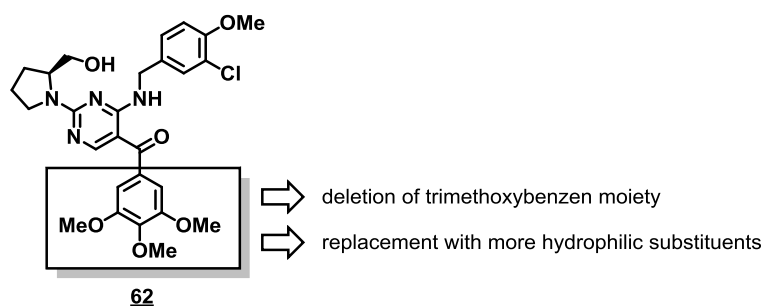 OMe
OH
Cl
N
N
NH
N
O
deletion of trimethoxybenzen moiety
MeO
OMe
OMe
replacement with more hydrophilic substituents
62